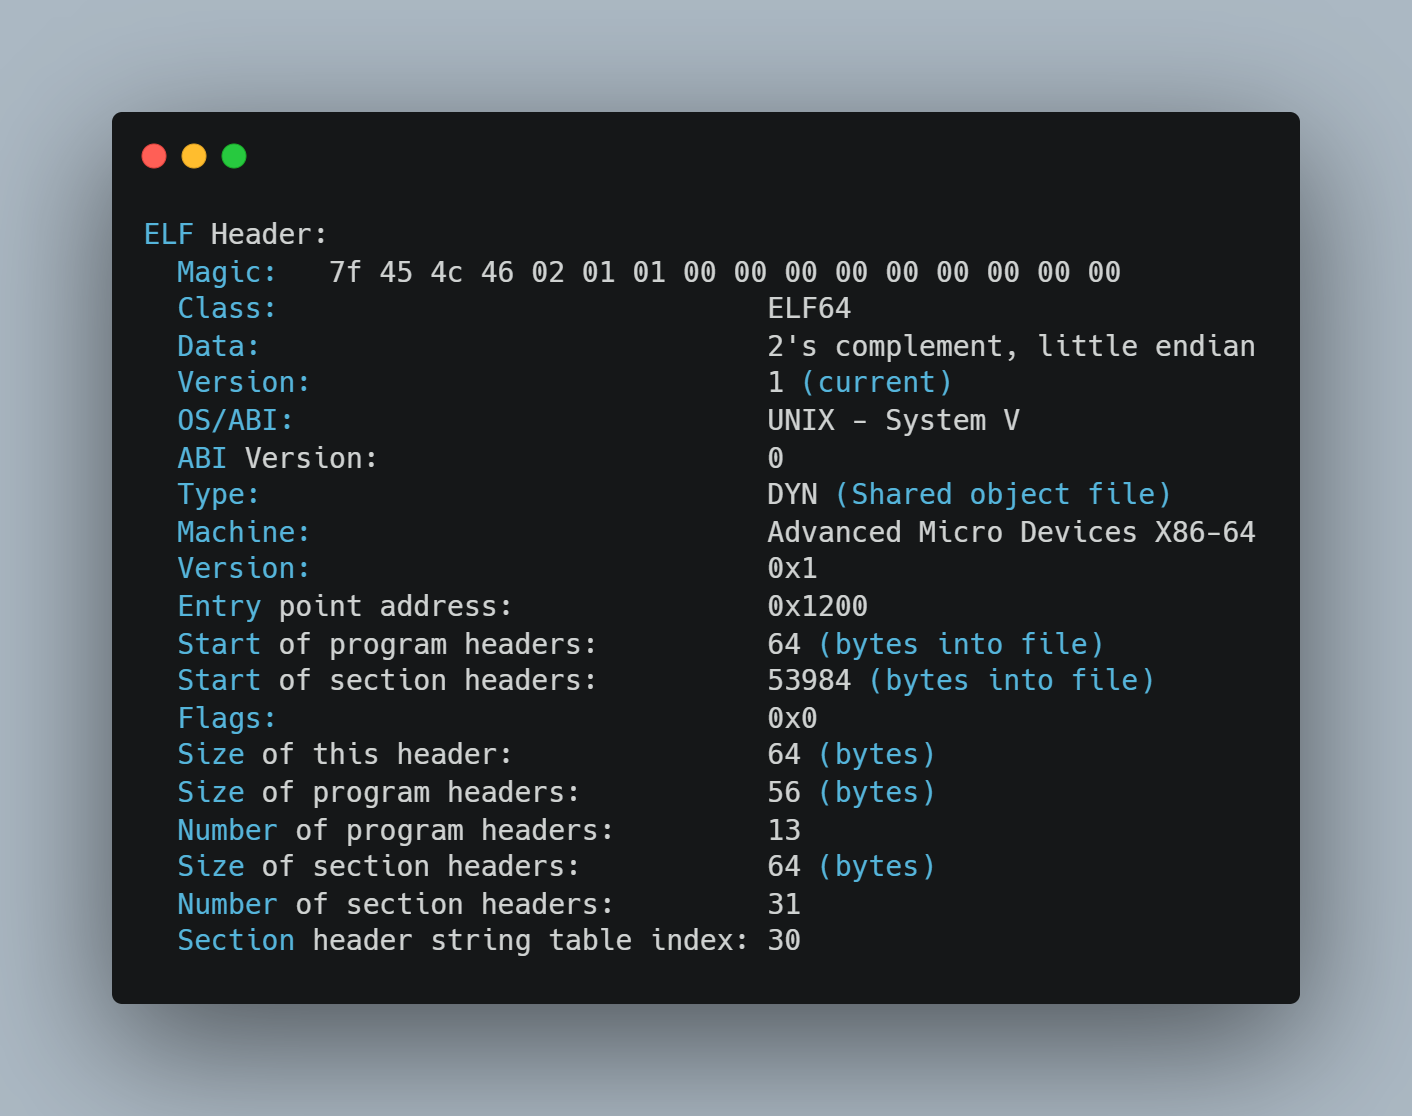 ELF Header:
  Magic:   7f 45 4c 46 02 01 01 00 00 00 00 00 00 00 00 00
  Class:                             ELF64
  Data:                              2's complement, little endian
  Version:                           1 (current)
  OS/ABI:                            UNIX - System V
  ABI Version:                       0
  Type:                              DYN (Shared object file)
  Machine:                           Advanced Micro Devices X86-64
  Version:                           0x1
  Entry point address:               0x1200
  Start of program headers:          64 (bytes into file)
  Start of section headers:          53984 (bytes into file)
  Flags:                             0x0
  Size of this header:               64 (bytes)
  Size of program headers:           56 (bytes)
  Number of program headers:         13
  Size of section headers:           64 (bytes)
  Number of section headers:         31
  Section header string table index: 30